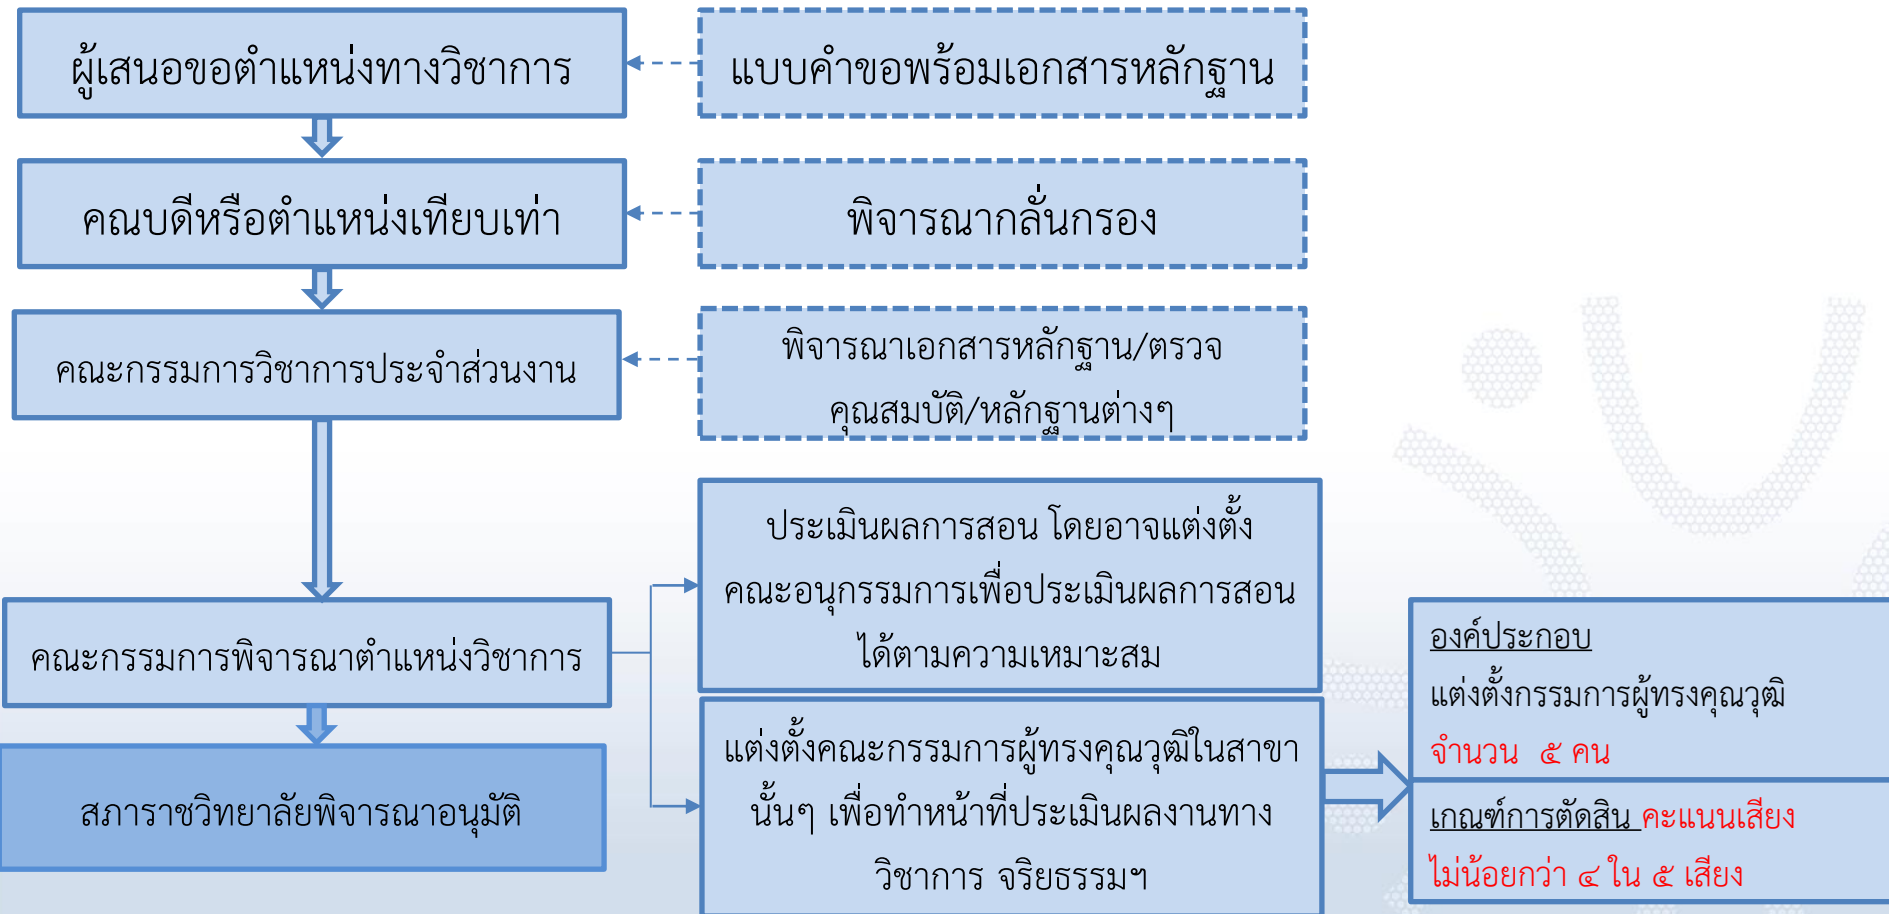 ผู้เสนอขอตำแหน่งทางวิชาการ
แบบคำขอพร้อมเอกสารหลักฐาน
คณบดีหรือตำแหน่งเทียบเท่า
พิจารณากลั่นกรอง
คณะกรรมการวิชาการประจำส่วนงาน
พิจารณาเอกสารหลักฐาน/ตรวจ
คุณสมบัติ/หลักฐานต่างๆ
คณะกรรมการพิจารณาตำแหน่งวิชาการ
ประเมินผลการสอน โดยอาจแต่งตั้ง
คณะอนุกรรมการเพื่อประเมินผลการสอน
ได้ตามความเหมาะสม
แต่งตั้งคณะกรรมการผู้ทรงคุณวุฒิในสาขา
นั้นๆ เพื่อทำหน้าที่ประเมินผลงานทาง
วิชาการ จริยธรรมฯ
องค์ประกอบ
แต่งตั้งกรรมการผู้ทรงคุณวุฒิ
จำนวน ๕ คน
เกณฑ์การตัดสิน คะแนนเสียง
ไม่น้อยกว่า ๔ ใน ๕ เสียง
สภาราชวิทยาลัยพิจารณาอนุมัติ